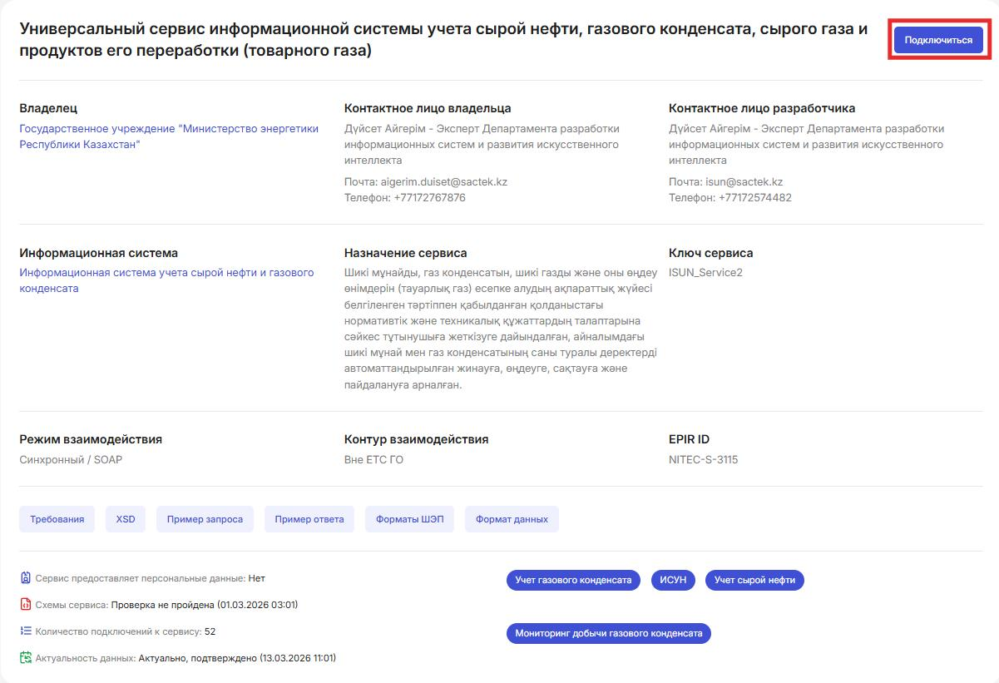 Универсальный сервис информационной системы учета сырой нефти, газового конденсата, сырого газа и
продуктов его переработки (товарного газа)
Подключиться
Владелец
Государственное учреждение "Министерство энергетики
Республики Казахстан"
Контактное лицо владельца
Дүйсет Айгерім - Эксперт Департамента разработки
информационных систем и развития искусственного
интеллекта
Почта: aigerim.duiset@sactek.kz
Телефон: +77172767876
Контактное лицо разработчика
Дүйсет Айгерім - Эксперт Департамента разработки
информационных систем и развития искусственного
интеллекта
Почта: isun@sactek.kz
Телефон: +77172574482
Информационная система
Информационная система учета сырой нефти и газового
конденсата
Назначение сервиса
Шикі мұнайды, газ конденсатын, шикі газды және оны өңдеу
өнімдерін (тауарлық газ) есепке алудың ақпараттық жүйесі
белгіленген тәртіппен қабылданған қолданыстағы
нормативтік және техникалық құжаттардың талаптарына
сәйкес тұтынушыға жеткізуге дайындалған, айналымдағы
шикі мұнай мен газ конденсатының саны туралы деректерді
автоматтандырылған жинауға, өңдеуге, сақтауға және
пайдалануға арналған.
Ключ сервиса
ISUN_Service2
Режим взаимодействия
Синхронный / SOAP
Контур взаимодействия
Вне ЕТС ГО
EPIR ID
NITEC-S-3115
Требования
XSD
Пример запроса
Пример ответа
Форматы ШЭП
Формат данных
Сервис предоставляет персональные данные: Нет
Схемы сервиса: Проверка не пройдена (01.03.2026 03:01)
Количество подключений к сервису: 52
Актуальность данных: Актуально, подтверждено (13.03.2026 11:01)
Учет газового конденсата
ИСУН
Учет сырой нефти
Мониторинг добычи газового конденсата